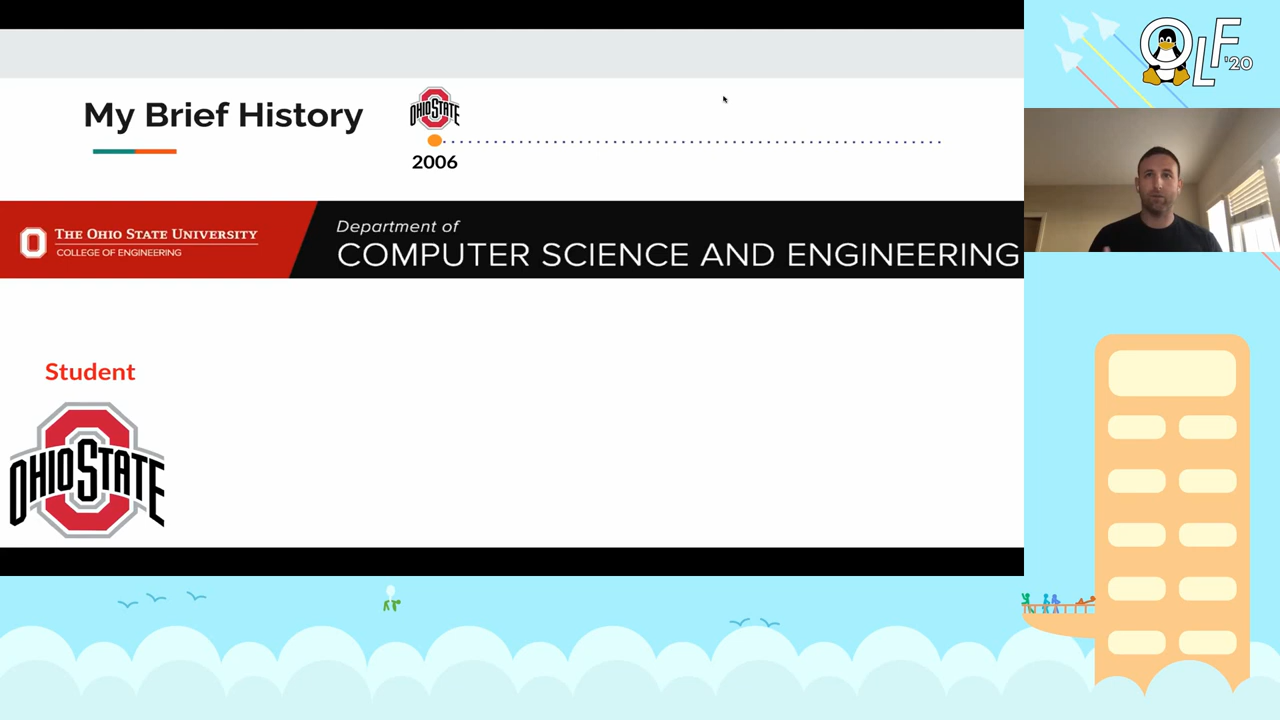 My Brief History
OHIO STATE
2006
THE OHIO STATE UNIVERSITY
COLLEGE OF ENGINEERING
Department of
COMPUTER SCIENCE AND ENGINEERING
Student
OHIO STATE
OLF '20